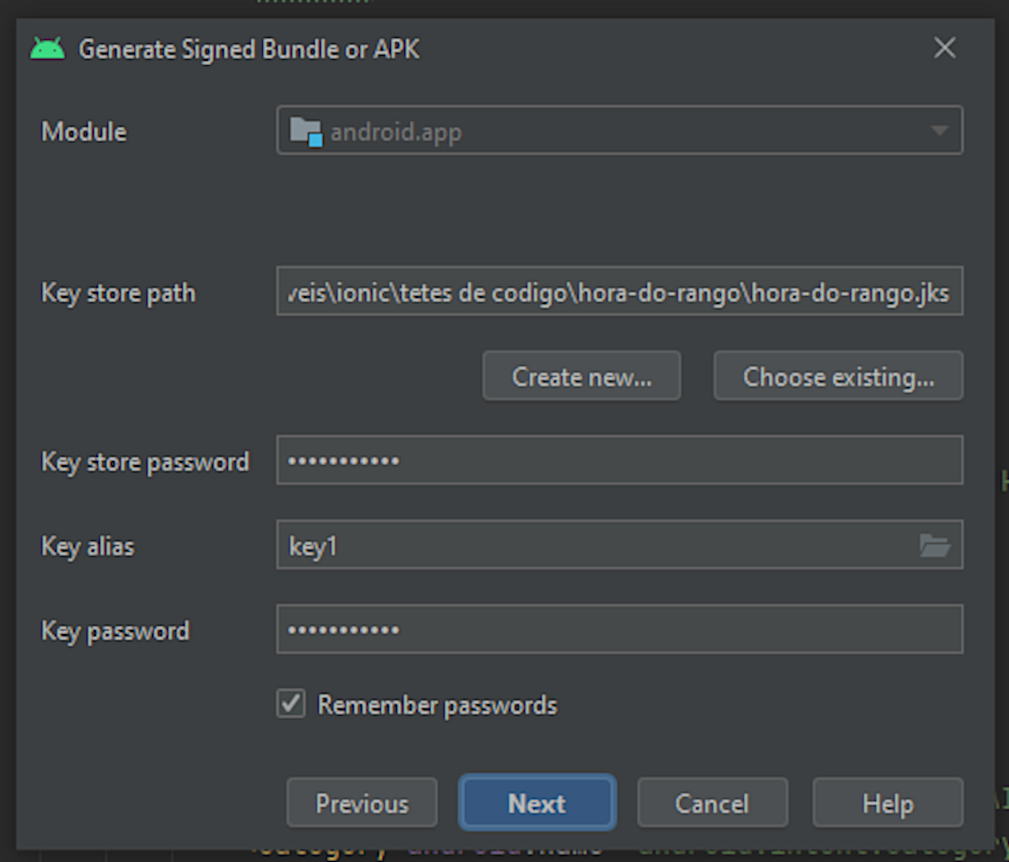 Generate Signed Bundle or APK
Module
android.app
Key store path
veis\ionic\tetes de codigo\hora-do-rango\hora-do-rango.jks
Create new...
Choose existing...
Key store password
•••••••••••
Key alias
key1
Key password
•••••••••••
Remember passwords
Previous
Next
Cancel
Help